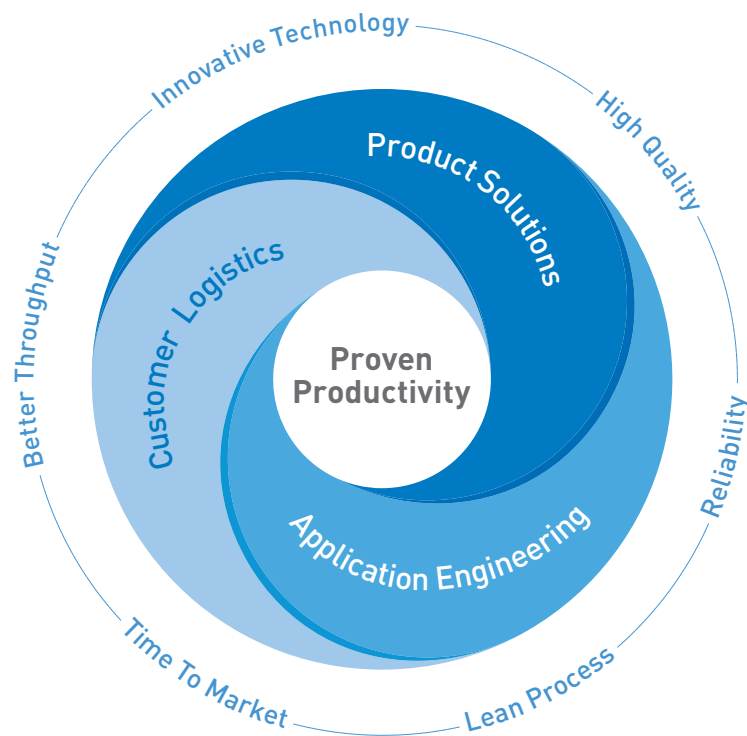 Innovative Technology
High Quality
Product Solutions
Customer Logistics
Better Throughput
Proven
Productivity
Reliability
Application Engineering
Time To Market
Lean Process